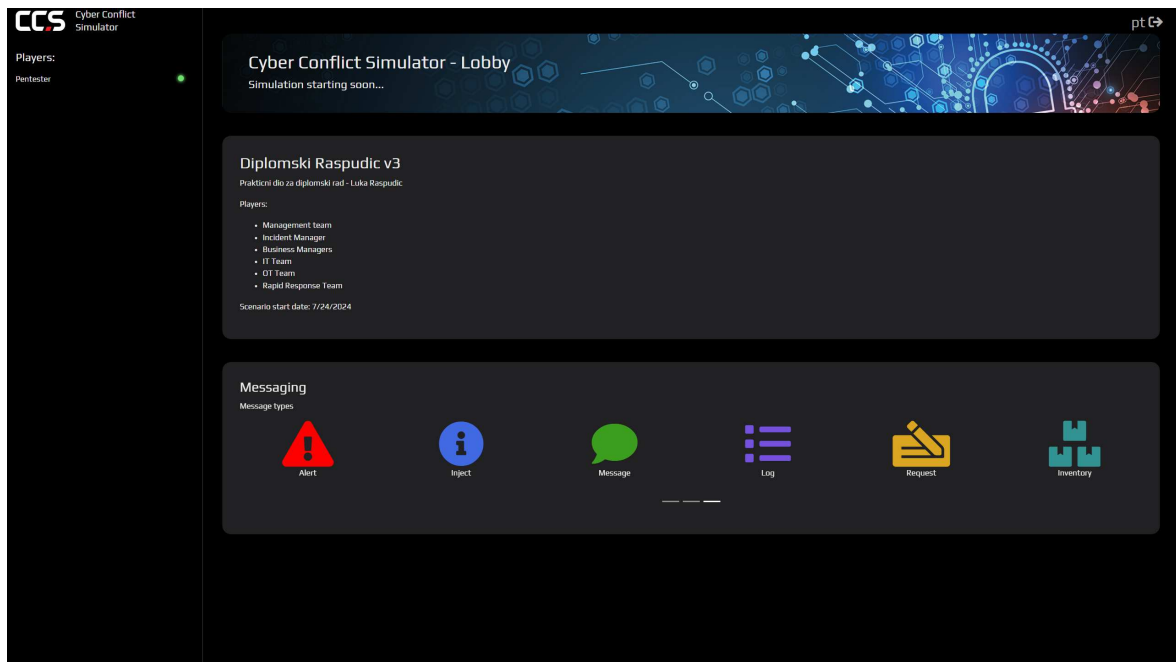 CCS Cyber Conflict
Simulator
pt
Players:
Pentester
Cyber Conflict Simulator - Lobby
Simulation starting soon...
Diplomski Raspudic v3
Prakticni dio za diplomski rad - Luka Raspudic
Players:
• Management team
• Incident Manager
• Business Managers
• IT Team
• OT Team
• Rapid Response Team
Scenario start date: 7/24/2024
Messaging
Message types
Alert
Inject
Message
Log
Request
Inventory